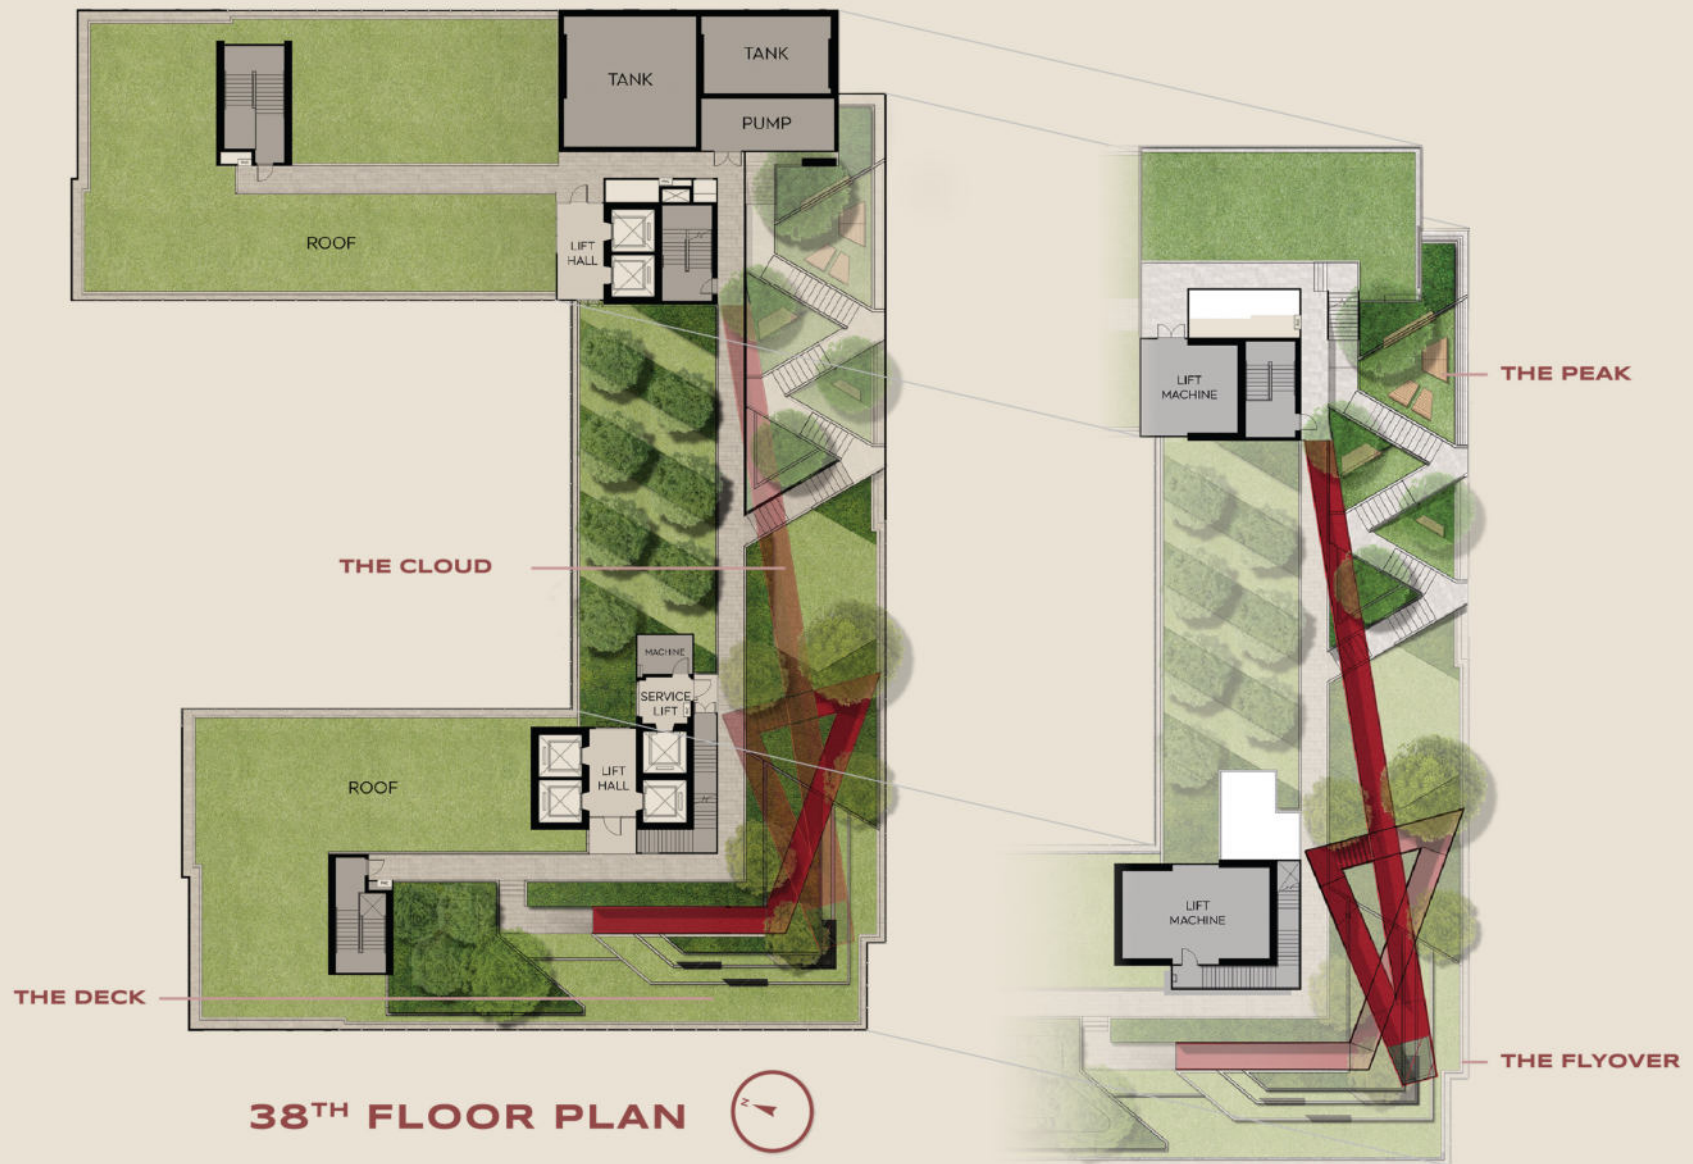 TANK
TANK
PUMP
ROOF
LIFT
HALL
LIFT
MACHINE
THE PEAK
THE CLOUD
MACHINE
SERVICE
LIFT
ROOF
LIFT
HALL
LIFT
MACHINE
THE DECK
THE FLYOVER
38TH FLOOR PLAN
N